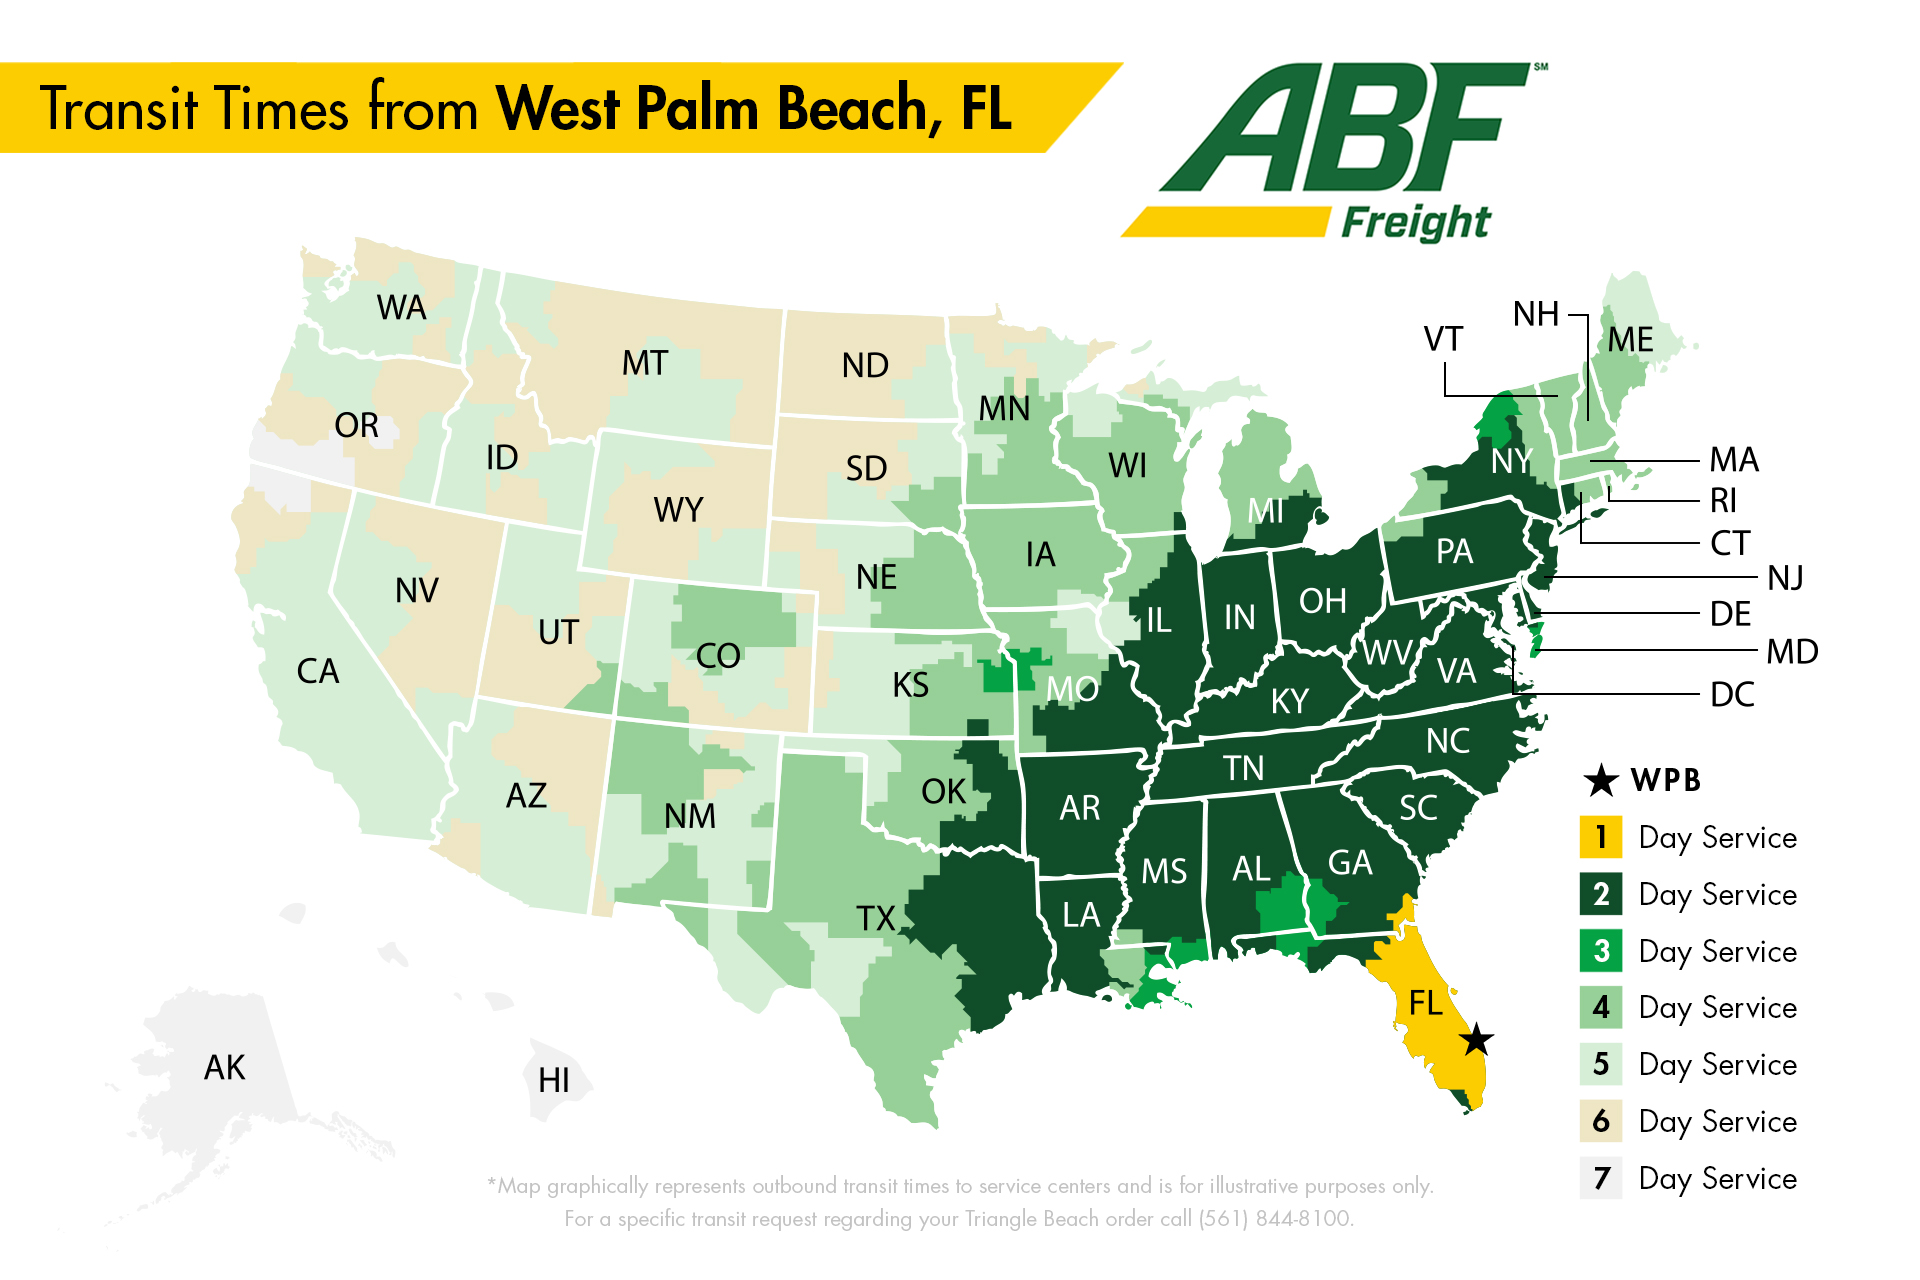 Transit Times from West Palm Beach, FL
ABF SM
Freight
WA
MT
ND
MN
OR
ID
WY
SD
WI
MI
NY
VT
NH
ME
MA
RI
CT
NJ
DE
MD
DC
NV
UT
CO
NE
IA
IL
IN
OH
PA
CA
KS
MO
KY
WV
VA
AZ
NM
OK
AR
TN
NC
SC
TX
LA
MS
AL
GA
FL
AK
HI
★ WPB
1 Day Service
2 Day Service
3 Day Service
4 Day Service
5 Day Service
6 Day Service
7 Day Service
*Map graphically represents outbound transit times to service centers and is for illustrative purposes only.
For a specific transit request regarding your Triangle Beach order call (561) 844-8100.